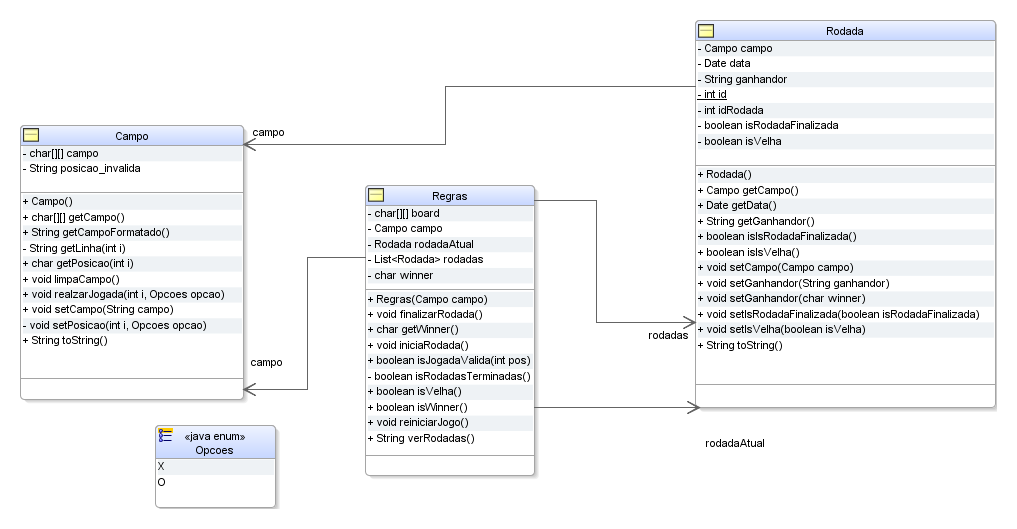 Campo
- char[][] campo
- String posicao_invalida
+ Campo()
+ char[][] getCampo()
+ String getCampoFormatado()
- String getLinha(int i)
+ char getPosicao(int i)
+ void limpaCampo()
+ void realzarJogada(int i, Opcoes opcao)
+ void setCampo(String campo)
- void setPosicao(int i, Opcoes opcao)
+ String toString()
campo
campo
«java enum»
Opcoes
X
O
Regras
- char[][] board
- Campo campo
- Rodada rodadaAtual
- List<Rodada> rodadas
- char winner
+ Regras(Campo campo)
+ void finalizarRodada()
+ char getWinner()
+ void iniciaRodada()
+ boolean isJogadaValida(int pos)
- boolean isRodadasTerminadas()
+ boolean isVelha()
+ boolean isWinner()
+ void reiniciarJogo()
+ String verRodadas()
rodadas
rodadaAtual
Rodada
- Campo campo
- Date data
- String ganhandor
- int id
- int idRodada
- boolean isRodadaFinalizada
- boolean isVelha
+ Rodada()
+ Campo getCampo()
+ Date getData()
+ String getGanhandor()
+ boolean isIsRodadaFinalizada()
+ boolean isIsVelha()
+ void setCampo(Campo campo)
+ void setGanhandor(String ganhandor)
+ void setGanhandor(char winner)
+ void setIsRodadaFinalizada(boolean isRodadaFinalizada)
+ void setIsVelha(boolean isVelha)
+ String toString()